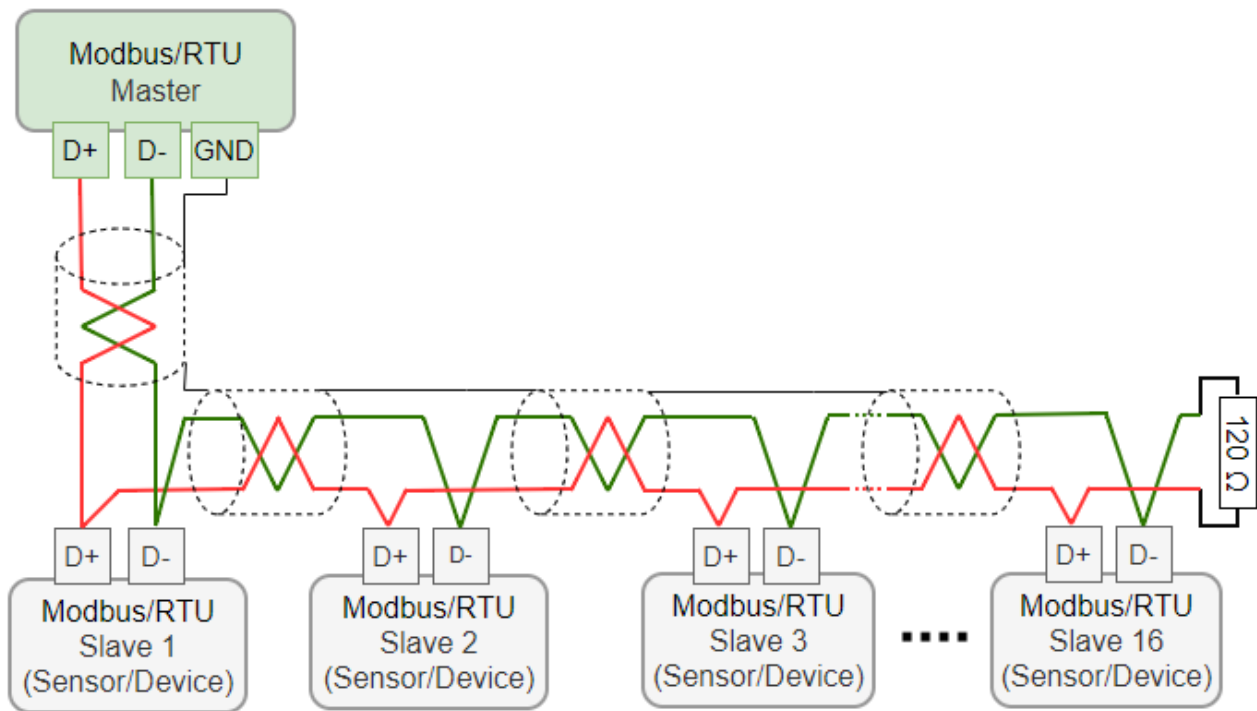 Modbus/RTU
Master
D+
D-
GND
120 Ω
D+
D-
D+
D-
D+
D-
D+
D-
Modbus/RTU
Slave 1
(Sensor/Device)
Modbus/RTU
Slave 2
(Sensor/Device)
Modbus/RTU
Slave 3
(Sensor/Device)
Modbus/RTU
Slave 16
(Sensor/Device)